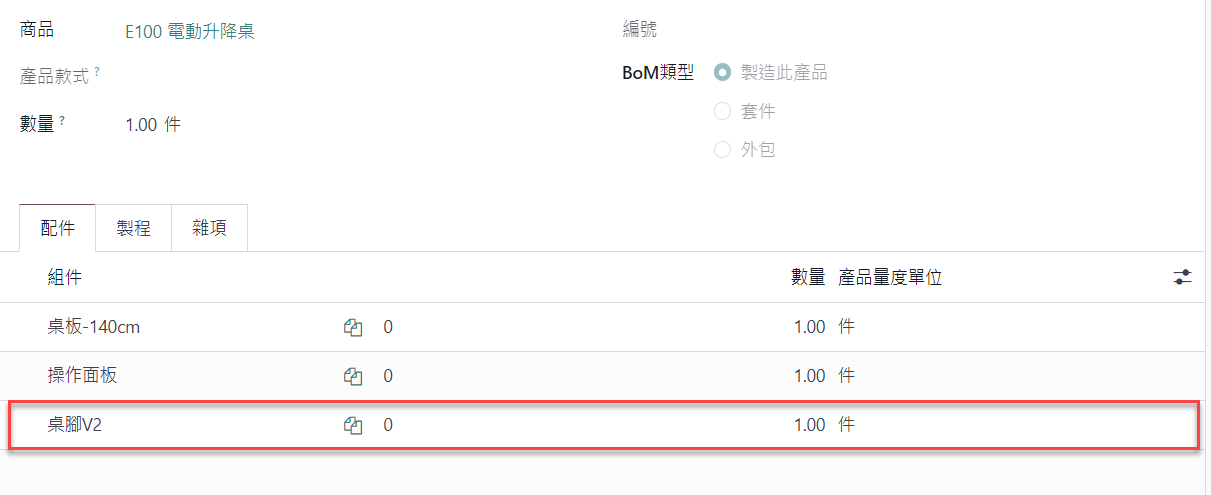 商品 E100 電動升降桌
編號
產品款式 ?
BoM類型 製造此產品
套件
外包
數量 ? 1.00 件
配件 製程 雜項
組件 數量 產品量度單位
桌板-140cm 0 1.00 件
操作面板 0 1.00 件
桌腳V2 0 1.00 件